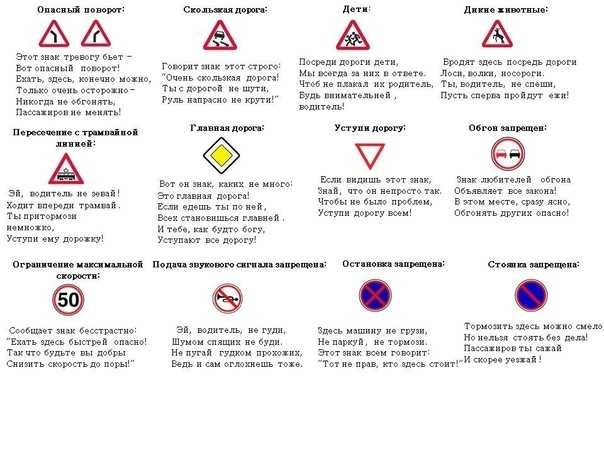 Опасный поворот:
Этот знак тревогу бьет –
Вот опасный поворот!
Ехать, здесь, конечно можно,
Только очень осторожно –
Никогда не обгонять,
Пассажиров не менять!
Скользкая дорога:
Говорит знак этот строго:
"Очень скользкая дорога!
Ты с дорогой не шути,
Руль напрасно не крути!"
Дети:
Посреди дороги дети,
Мы всегда за них в ответе.
Чтоб не плакал их родитель,
Будь внимательней ,
водитель!
Дикие животные:
Вродят здесь посредь дороги
Лоси, волки, носороги.
Ты, водитель, не спеши,
Пусть сперва пройдут ежи!
Пересечение с трамвайной
линией:
Эй, водитель не зевай!
Ходит впереди трамвай.
Ты притормози
немножко,
Уступи ему дорожку!
Главная дорога:
Вот он знак, каких не много:
Это главная дорога!
Если едешь ты по ней,
Всех становишься главней .
И тебе, как будто богу,
Уступают все дорогу!
Уступи дорогу:
Если видишь этот знак,
Знай, что он непросто так.
Чтобы не было проблем,
Уступи дорогу всем!
Обгон запрещен:
Знак любителей обгона
Объявляет все закона!
В этом месте, сразу ясно,
Обгонять других опасно!
Ограничение максимальной
скорости:
50
Сообщает знак бесстрастно:
"Ехать здесь быстрей опасно!
Так что будьте вы добры
Снизить скорость до поры!"
Подача звукового сигнала запрещена:
Эй, водитель, не гуди,
Шумом спящих не буди.
Не пугай гудком прохожих,
Ведь и сам оглохнешь тоже.
Остановка запрещена:
Здесь машину не грузи,
Не паркуй, не тормози.
Этот знак всем говорит:
"Тот не прав, кто здесь стоит!"
Стоянка запрещена:
Тормозить здесь можно смело,
Но нельзя стоять без дела!
Пассажиров ты сажай
И скорее уезжай!